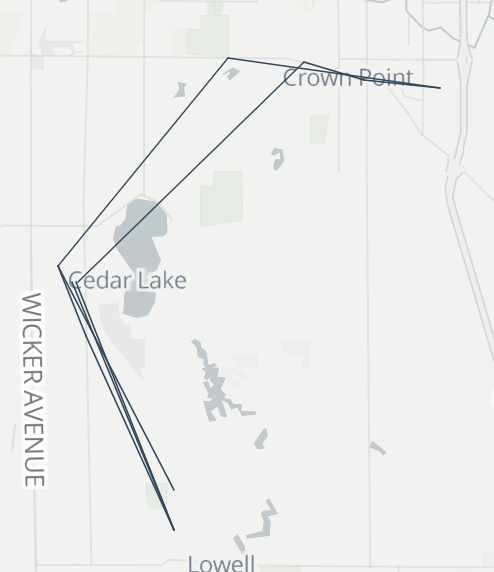 Crown Point
Cedar Lake
WICKER AVENUE
Lowell